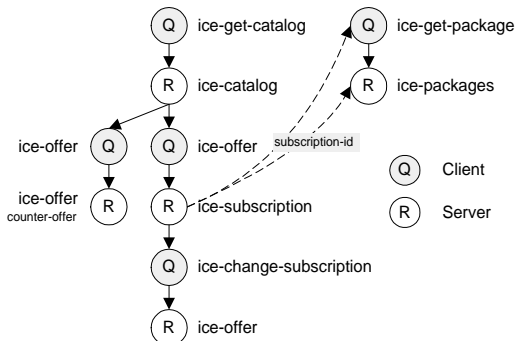 Q ice-get-catalog Q ice-get-package
R ice-catalog R ice-packages
ice-offer Q Q ice-offer subscription-id
Q Client
ice-offer R R ice-subscription R Server
counter-offer
Q ice-change-subscription
R ice-offer